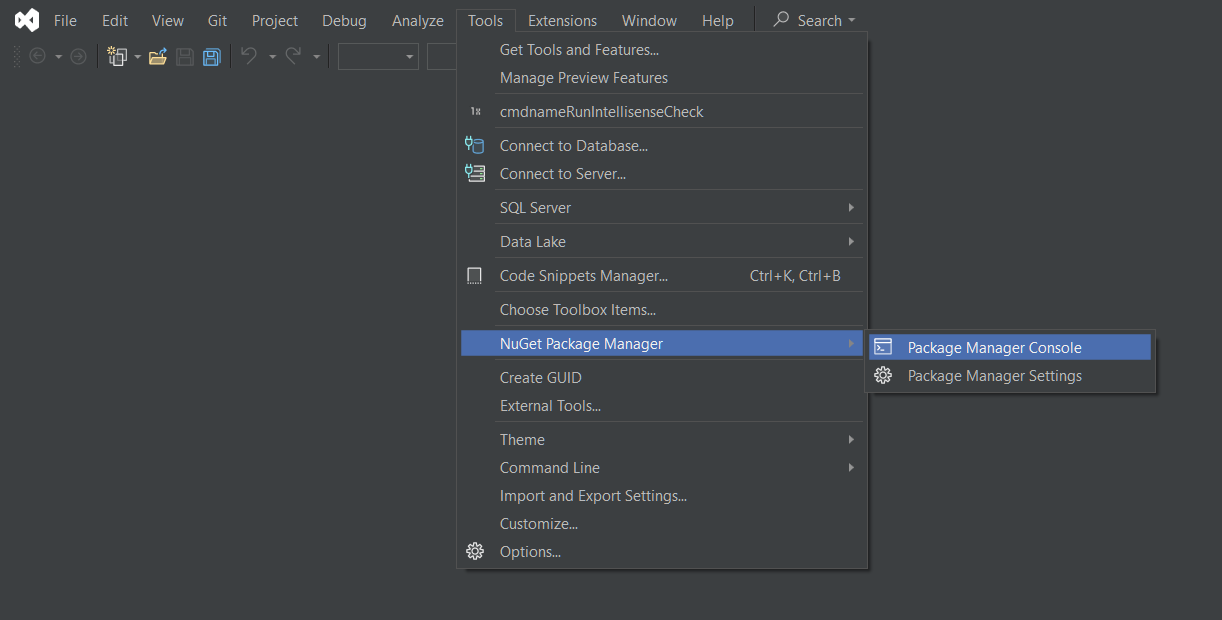 File Edit View Git Project Debug Analyze Tools Extensions Window Help Search
Get Tools and Features...
Manage Preview Features
cmdnameRunIntellisenseCheck
Connect to Database...
Connect to Server...
SQL Server
Data Lake
Code Snippets Manager... Ctrl+K, Ctrl+B
Choose Toolbox Items...
NuGet Package Manager
Package Manager Console
Package Manager Settings
Create GUID
External Tools...
Theme
Command Line
Import and Export Settings...
Customize...
Options...